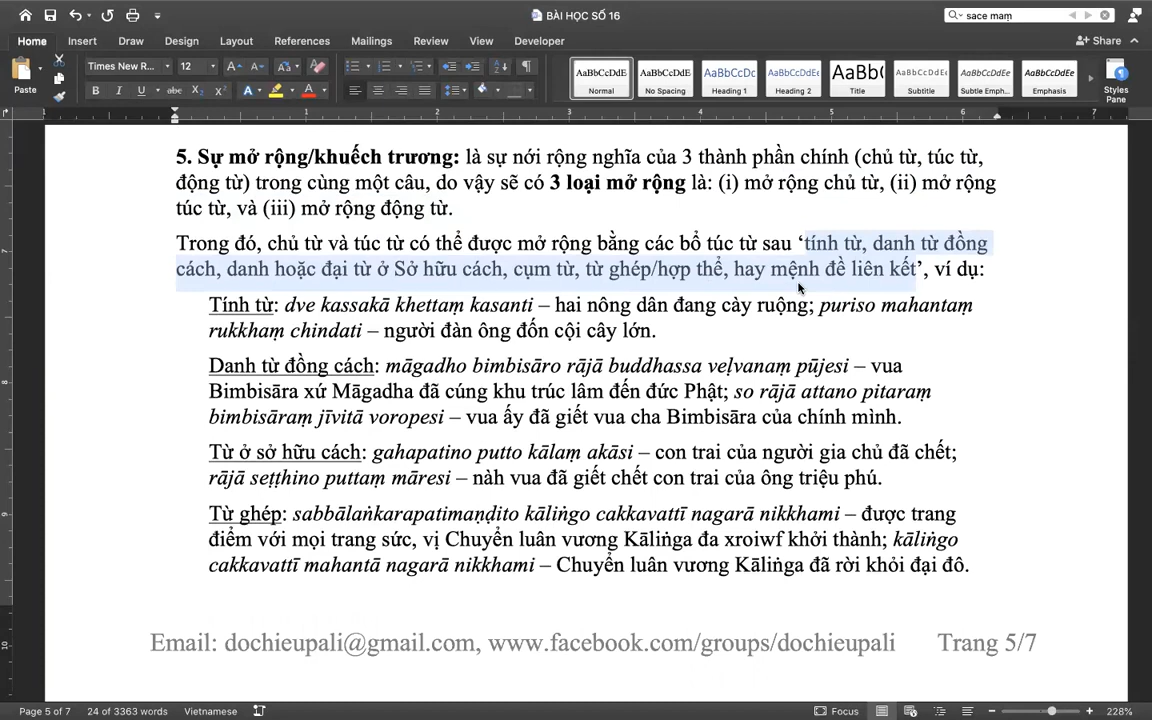 BÀI HỌC SỐ 16
sace maṃ
Home Insert Draw Design Layout References Mailings Review View Developer Share
Paste
Times New R... 12
AaBbCcDdE AaBbCcDdE AaBbCcDc AaBbCcDdE AaBb( AaBbCcDdE AaBbCcDdEe AaBbCcDdEe
Normal No Spacing Heading 1 Heading 2 Title Subtitle Subtle Emph... Emphasis Styles Pane
1 2 3 4 5 6 7
5. Sự mở rộng/khuếch trương: là sự nới rộng nghĩa của 3 thành phần chính (chủ từ, túc từ,
động từ) trong cùng một câu, do vậy sẽ có 3 loại mở rộng là: (i) mở rộng chủ từ, (ii) mở rộng
túc từ, và (iii) mở rộng động từ.
Trong đó, chủ từ và túc từ có thể được mở rộng bằng các bổ túc từ sau ‘tính từ, danh từ đồng
cách, danh hoặc đại từ ở Sở hữu cách, cụm từ, từ ghép/hợp thể, hay mệnh đề liên kết’, ví dụ:
Tính từ: dve kassakā khettaṃ kasanti – hai nông dân đang cày ruộng; puriso mahantaṃ
rukkhaṃ chindati – người đàn ông đốn cội cây lớn.
Danh từ đồng cách: māgadho bimbisāro rājā buddhassa veḷvanaṃ pūjesi – vua
Bimbisāra xứ Māgadha đã cúng khu trúc lâm đến đức Phật; so rājā attano pitaraṃ
bimbisāraṃ jīvitā voropesi – vua ấy đã giết vua cha Bimbisāra của chính mình.
Từ ở sở hữu cách: gahapatino putto kālaṃ akāsi – con trai của người gia chủ đã chết;
rājā seṭṭhino puttaṃ māresi – nàh vua đã giết chết con trai của ông triệu phú.
Từ ghép: sabbālaṅkarapatimaṇḍito kāliṅgo cakkavattī nagarā nikkhami – được trang
điểm với mọi trang sức, vị Chuyển luân vương Kāliṅga đa xroiwf khởi thành; kāliṅgo
cakkavattī mahantā nagarā nikkhami – Chuyển luân vương Kāliṅga đã rời khỏi đại đô.
Email: dochieupali@gmail.com, www.facebook.com/groups/dochieupali Trang 5/7
Page 5 of 7 24 of 3363 words Vietnamese Focus 228%